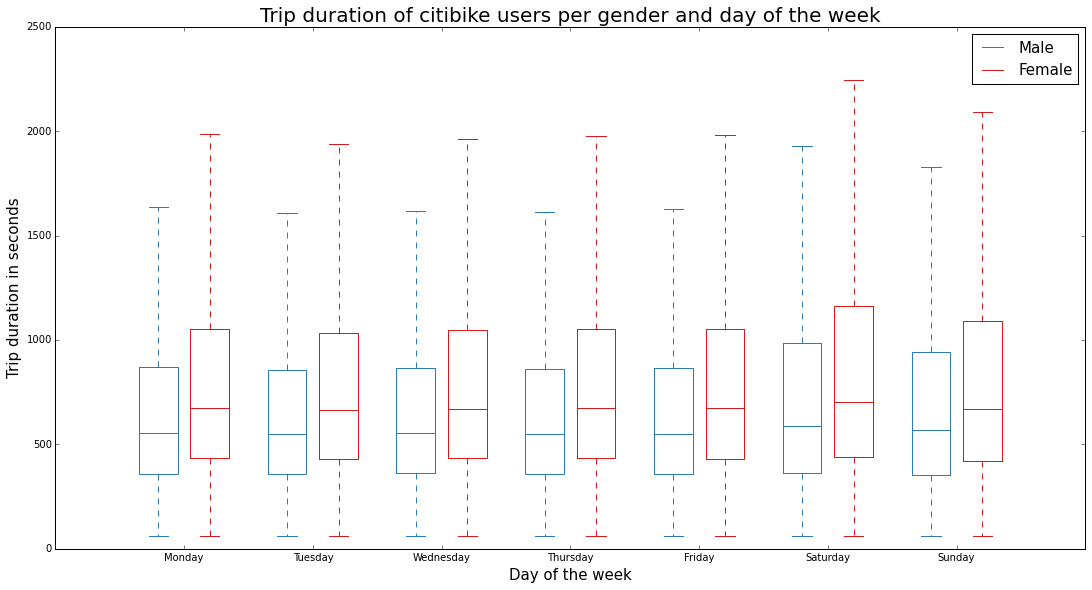 Trip duration of citibike users per gender and day of the week
Male
Female
Trip duration in seconds
2500
2000
1500
1000
500
0
Monday
Tuesday
Wednesday
Thursday
Friday
Saturday
Sunday
Day of the week